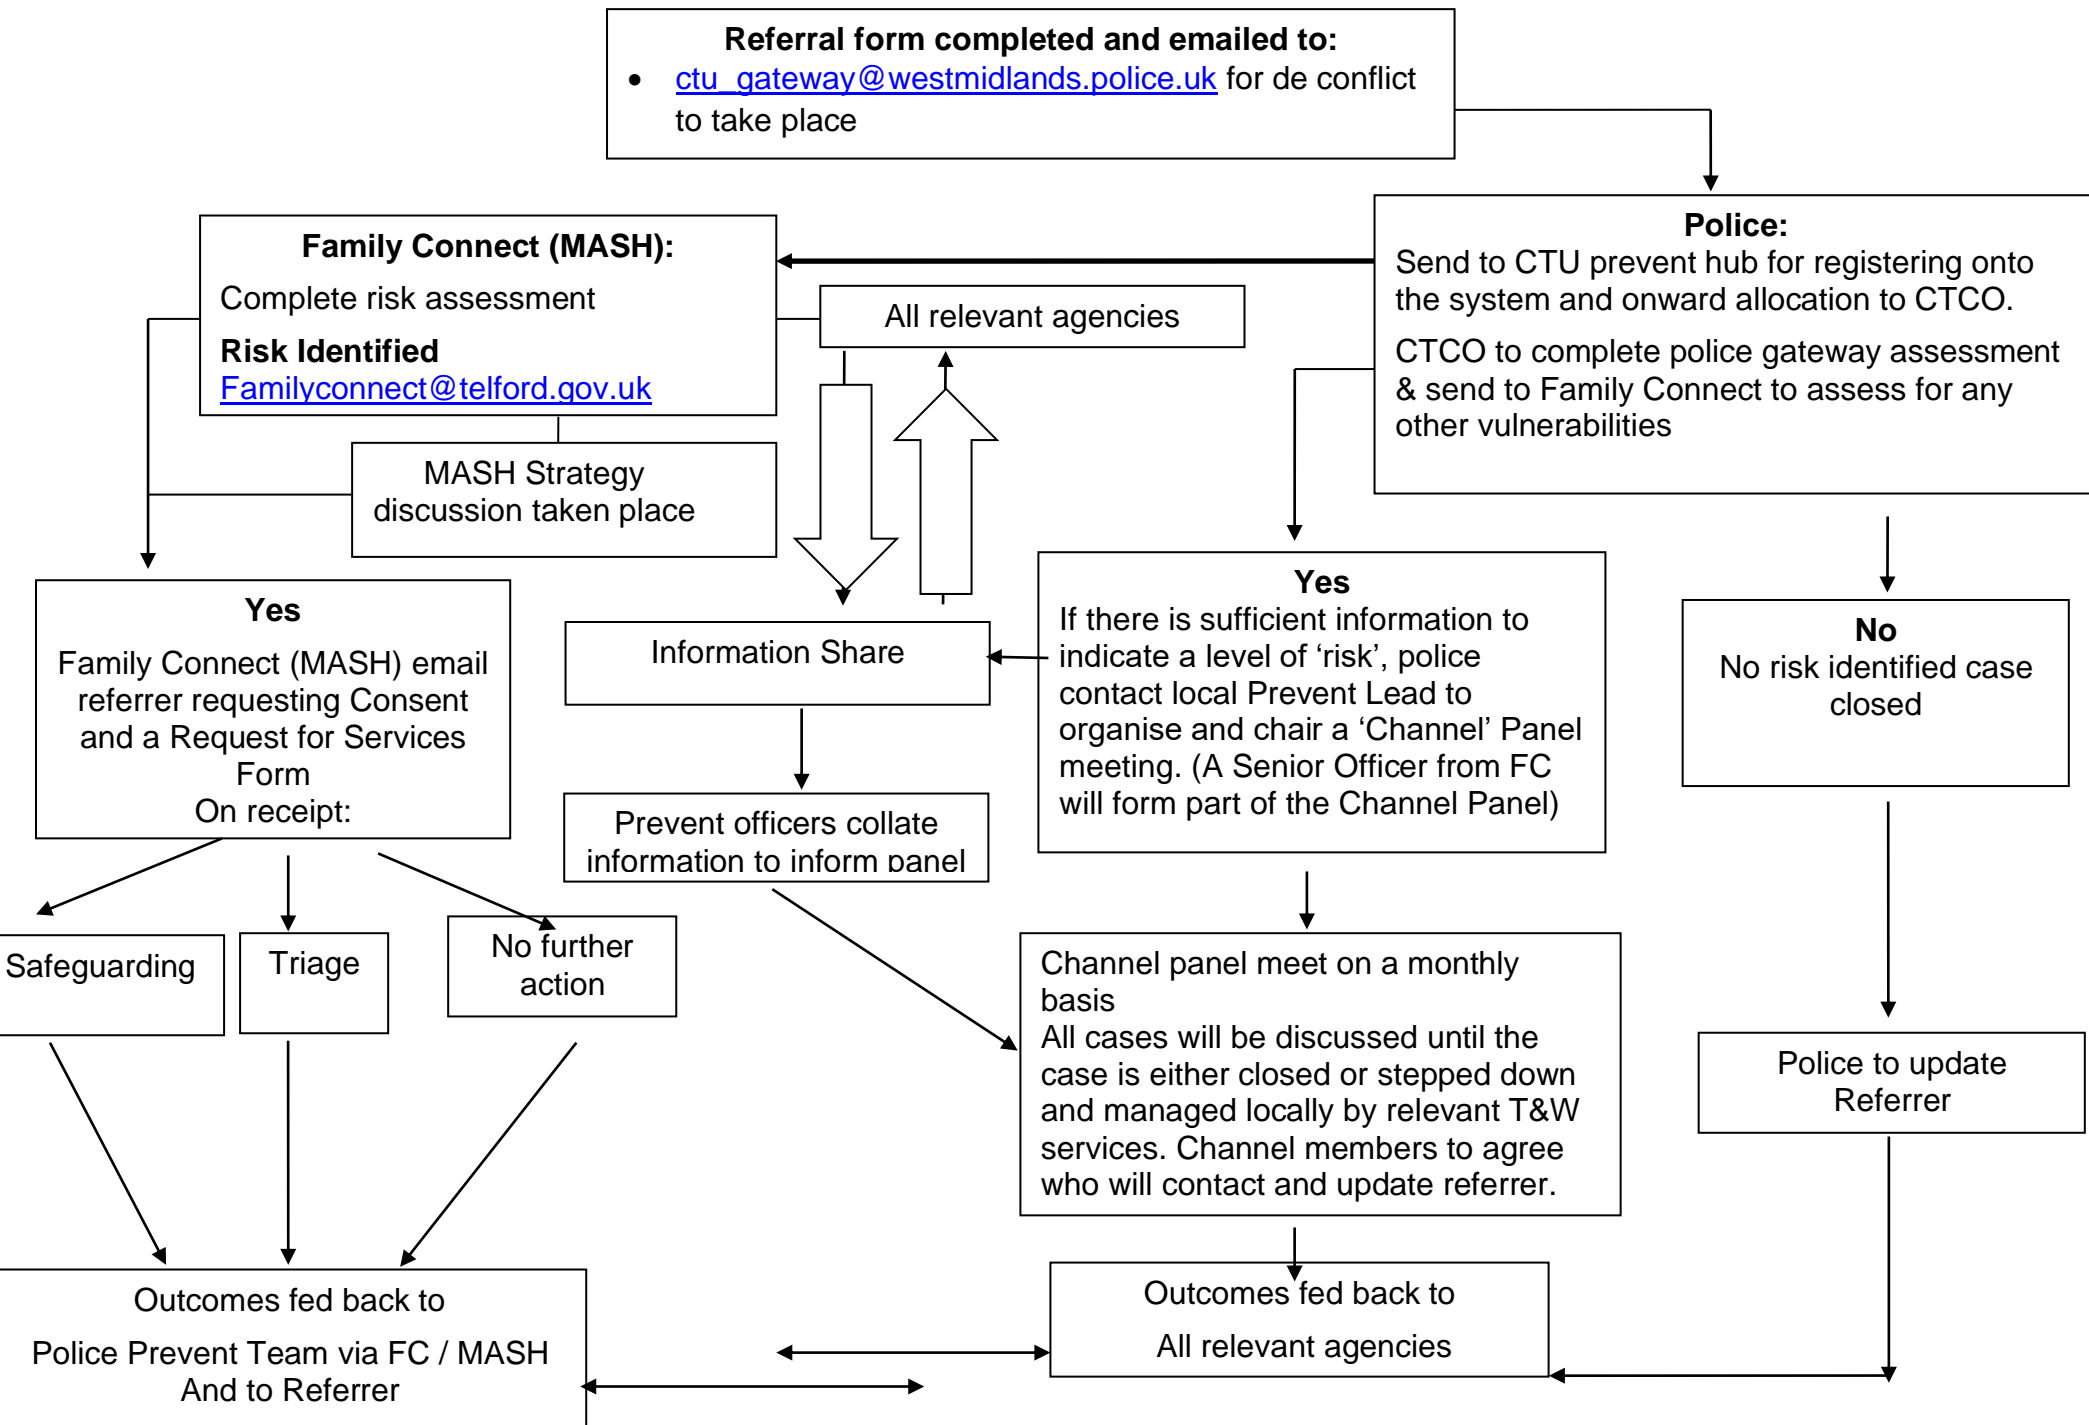 Referral form completed and emailed to:
• ctu_gateway@westmidlands.police.uk for de conflict
to take place
Police:
Send to CTU prevent hub for registering onto
the system and onward allocation to CTCO.
CTCO to complete police gateway assessment
& send to Family Connect to assess for any
other vulnerabilities
Family Connect (MASH):
Complete risk assessment
Risk Identified
Familyconnect@telford.gov.uk
All relevant agencies
MASH Strategy
discussion taken place
Yes
Family Connect (MASH) email
referrer requesting Consent
and a Request for Services
Form
On receipt:
Information Share
Yes
If there is sufficient information to
indicate a level of ‘risk’, police
contact local Prevent Lead to
organise and chair a ‘Channel’ Panel
meeting. (A Senior Officer from FC
will form part of the Channel Panel)
No
No risk identified case
closed
Prevent officers collate
information to inform panel
Safeguarding
Triage
No further
action
Channel panel meet on a monthly
basis
All cases will be discussed until the
case is either closed or stepped down
and managed locally by relevant T&W
services. Channel members to agree
who will contact and update referrer.
Police to update
Referrer
Outcomes fed back to
Police Prevent Team via FC / MASH
And to Referrer
Outcomes fed back to
All relevant agencies